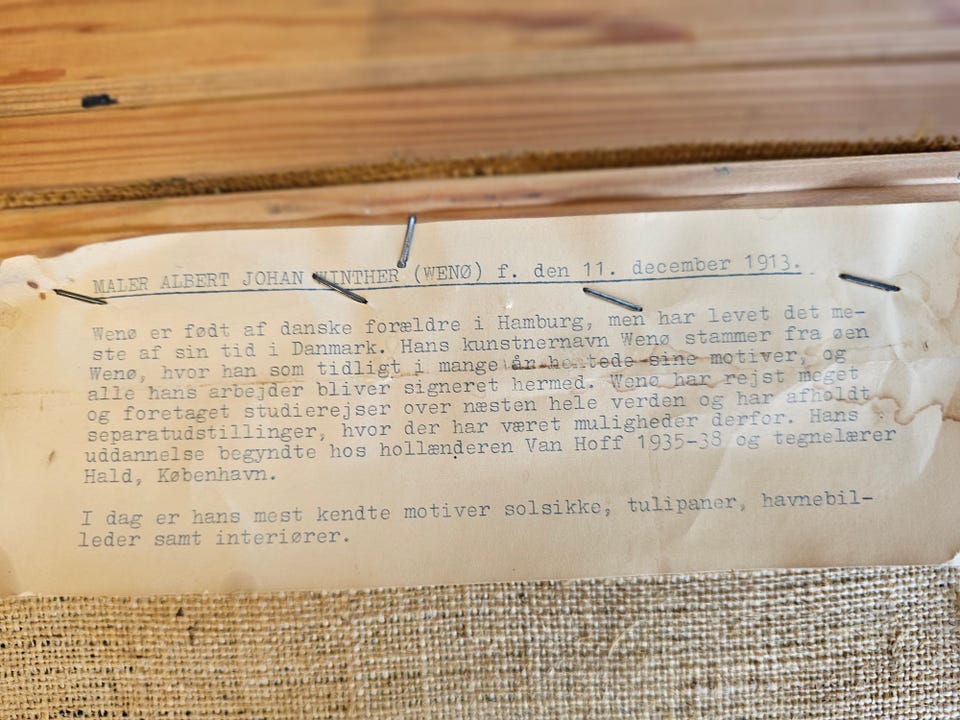 MALER ALBERT JOHAN WINTHER (WENØ) f. den 11. december 1913.
Wenø er født af danske forældre i Hamburg, men har levet det me-
ste af sin tid i Danmark. Hans kunstnernavn Wenø stammer fra øen
Wenø, hvor han som tidligt i mange år hentede sine motiver, og
alle hans arbejder bliver signeret hermed. Wenø har rejst meget
og foretaget studierejser over næsten hele verden og har afholdt
separatudstillinger, hvor der har været muligheder derfor. Hans
uddannelse begyndte hos hollænderen Van Hoff 1935-38 og tegnelærer
Hald, København.
I dag er hans mest kendte motiver solsikke, tulipaner, havnebil-
leder samt interiører.